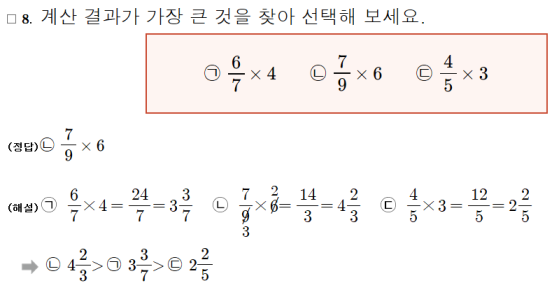 □ 8. 계산 결과가 가장 큰 것을 찾아 선택해 보세요.
㉠ 6/7 × 4 ㉡ 7/9 × 6 ㉢ 4/5 × 3
(정답) ㉡ 7/9 × 6
(해설) ㉠ 6/7 × 4 = 24/7 = 3 3/7 ㉡ 7/9 × 6 = 14/3 = 4 2/3 ㉢ 4/5 × 3 = 12/5 = 2 2/5
3 2
➡ ㉡ 4 2/3 > ㉠ 3 3/7 > ㉢ 2 2/5